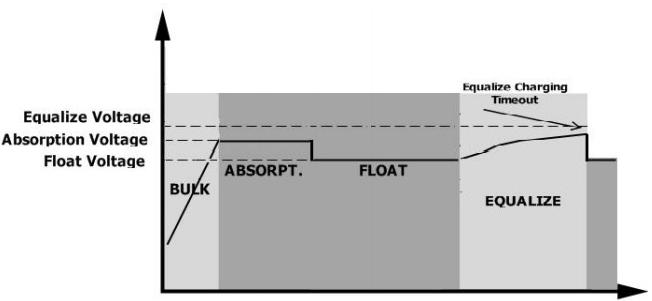 Equalize Charging
Timeout
Equalize Voltage
Absorption Voltage
Float Voltage
BULK
ABSORPT.
FLOAT
EQUALIZE